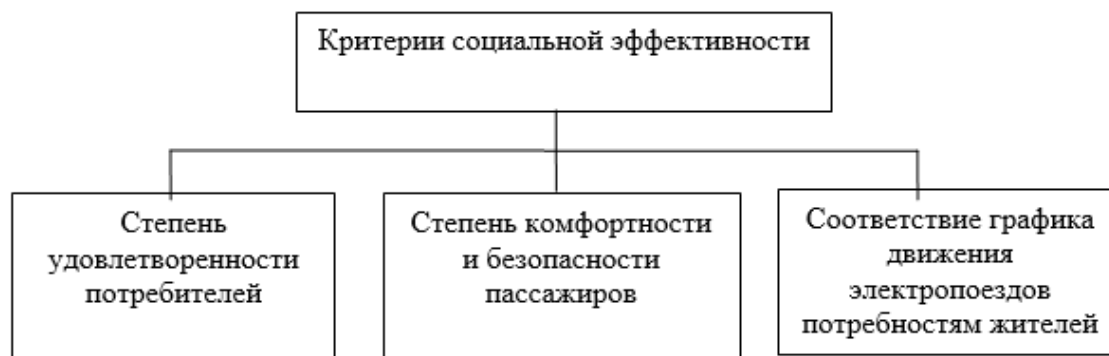 Критерии социальной эффективности
Степень
удовлетворенности
потребителей
Степень комфортности
и безопасности
пассажиров
Соответствие графика
движения
электропоездов
потребностям жителей